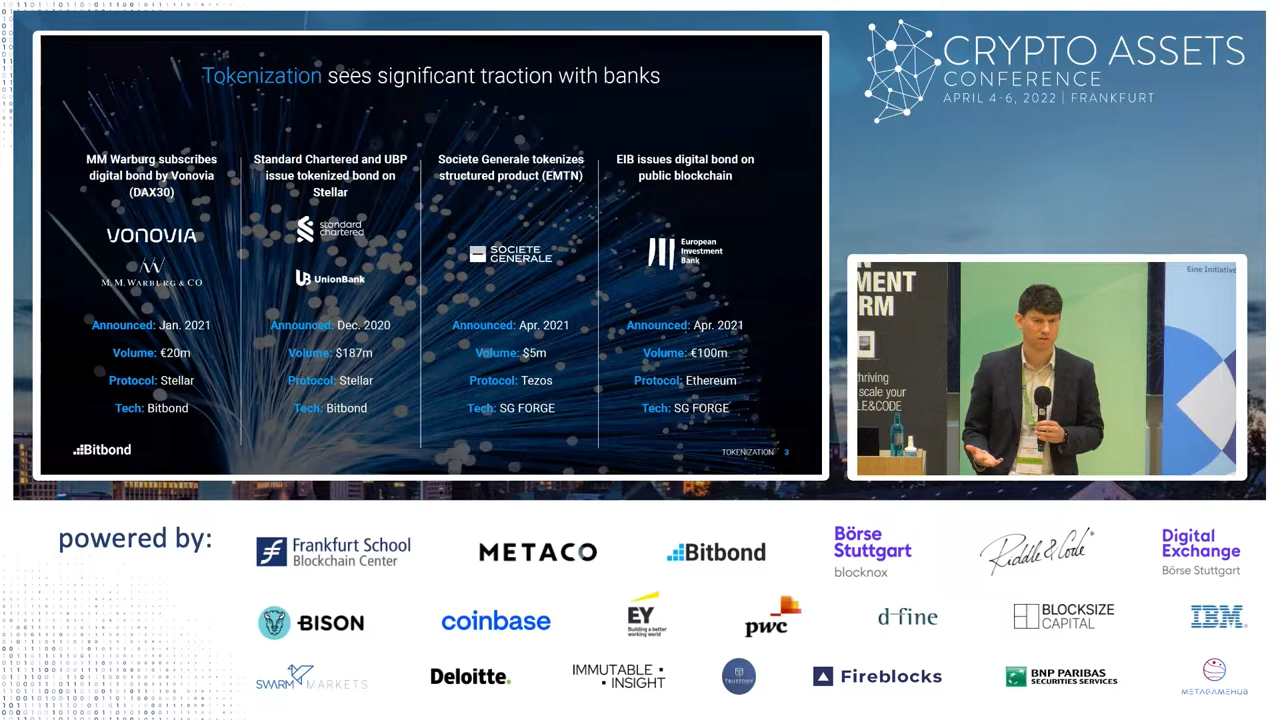 Tokenization sees significant traction with banks
MM Warburg subscribes
digital bond by Vonovia
(DAX30)
VONOVIA
M.M.WARBURG & CO
Announced: Jan. 2021
Volume: €20m
Protocol: Stellar
Tech: Bitbond
Standard Chartered and UBP
issue tokenized bond on
Stellar
standard
chartered
UnionBank
Announced: Dec. 2020
Volume: $187m
Protocol: Stellar
Tech: Bitbond
Societe Generale tokenizes
structured product (EMTN)
SOCIETE
GENERALE
Announced: Apr. 2021
Volume: $5m
Protocol: Tezos
Tech: SG FORGE
EIB issues digital bond on
public blockchain
European
Investment
Bank
Announced: Apr. 2021
Volume: €100m
Protocol: Ethereum
Tech: SG FORGE
Bitbond
TOKENIZATION 3
CRYPTO ASSETS
CONFERENCE
APRIL 4-6, 2022 | FRANKFURT
MENT
RM
thriving
scale your
LE&CODE
Eine Initiative
powered by:
Frankfurt School
Blockchain Center
METACO
Bitbond
Börse
Stuttgart
blocknox
Riddle & Code
Digital
Exchange
Börse Stuttgart
BISON
coinbase
EY
Building a better
working world
pwc
d-fine
BLOCKSIZE
CAPITAL
IBM
SWARM MARKETS
Deloitte.
IMMUTABLE
INSIGHT
TRUSTODY
Fireblocks
BNP PARIBAS
SECURITIES SERVICES
METAGAMEHUB